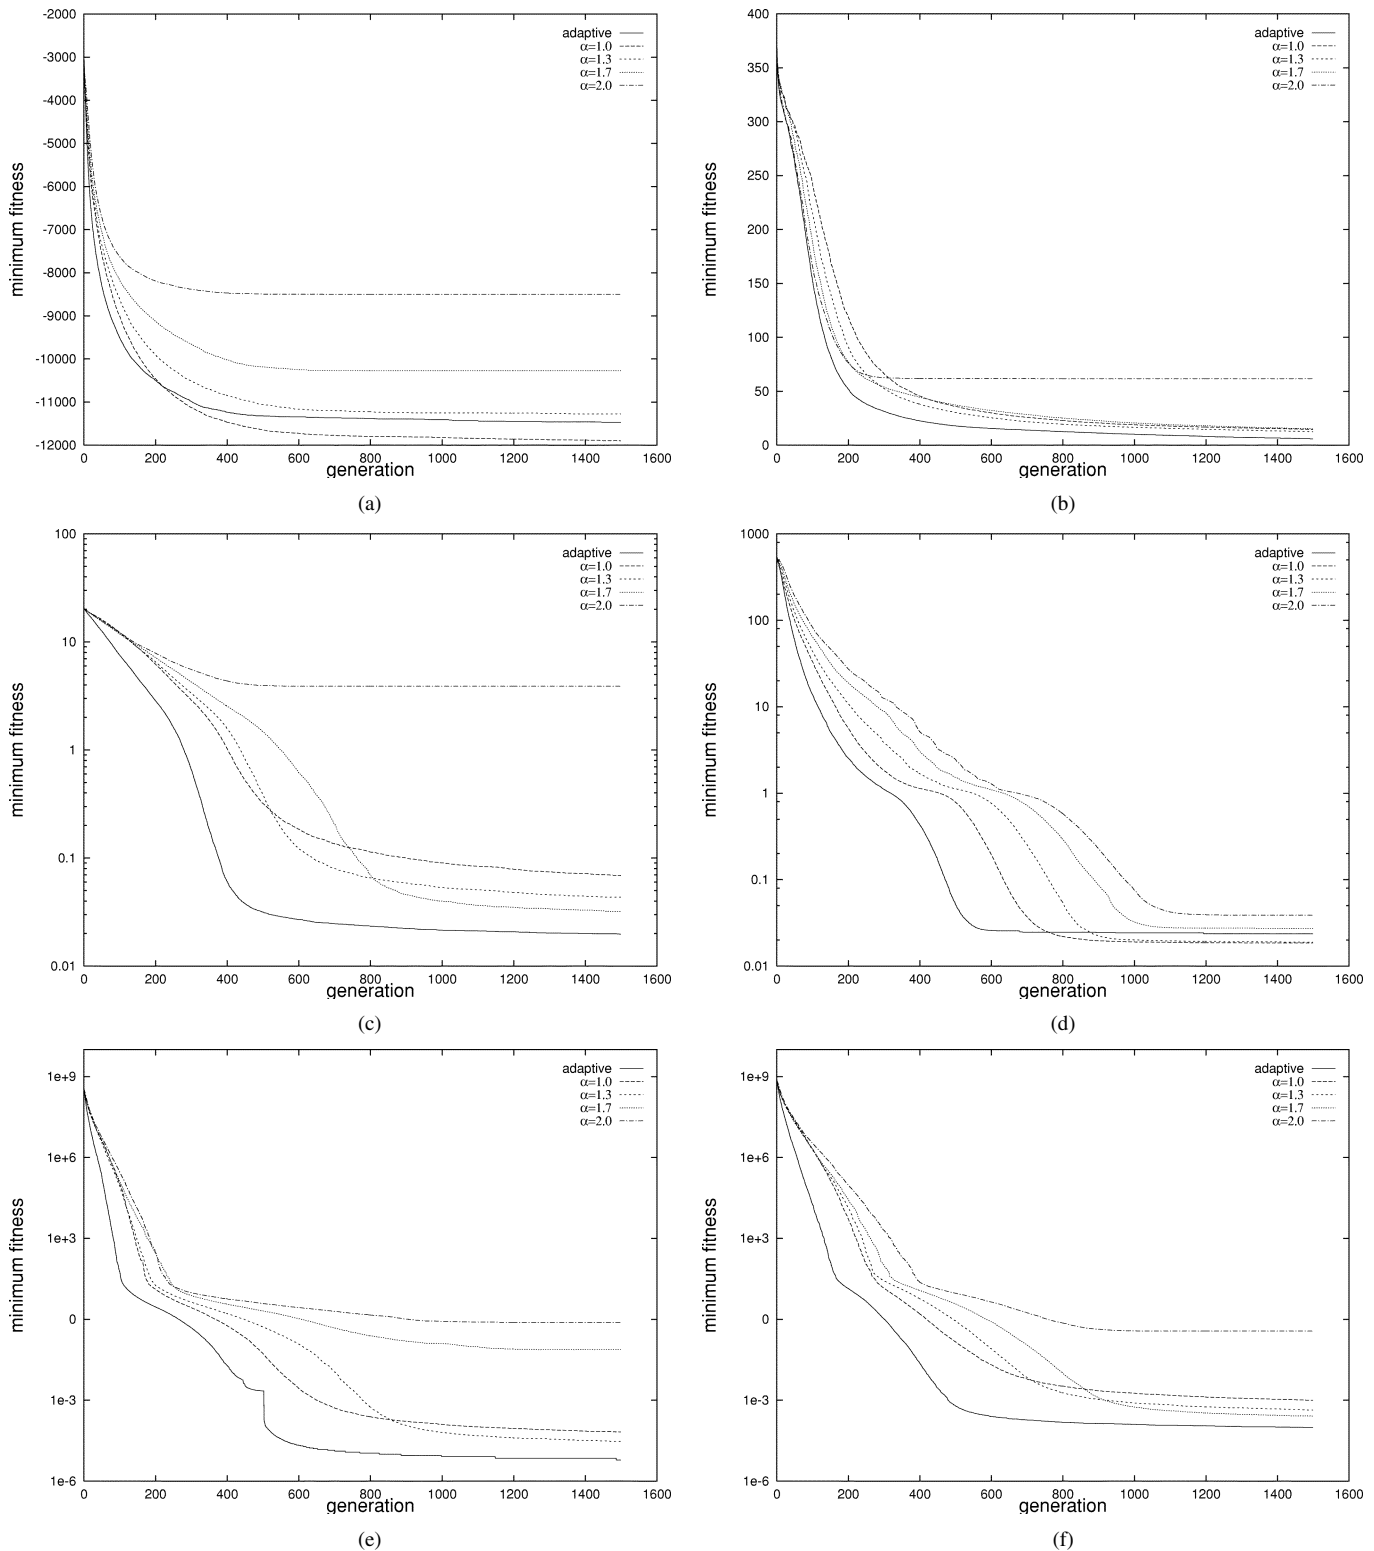 -2000
-3000
-4000
-5000
-6000
-7000
-8000
-9000
-10000
-11000
-12000
0 200 400 600 800 1000 1200 1400 1600
minimum fitness
generation
adaptive
α=1.0
α=1.3
α=1.7
α=2.0
(a)
400
350
300
250
200
150
100
50
0
0 200 400 600 800 1000 1200 1400 1600
minimum fitness
generation
adaptive
α=1.0
α=1.3
α=1.7
α=2.0
(b)
100
10
1
0.1
0.01
0 200 400 600 800 1000 1200 1400 1600
minimum fitness
generation
adaptive
α=1.0
α=1.3
α=1.7
α=2.0
(c)
1000
100
10
1
0.1
0.01
0 200 400 600 800 1000 1200 1400 1600
minimum fitness
generation
adaptive
α=1.0
α=1.3
α=1.7
α=2.0
(d)
1e+9
1e+6
1e+3
0
1e-3
1e-6
0 200 400 600 800 1000 1200 1400 1600
minimum fitness
generation
adaptive
α=1.0
α=1.3
α=1.7
α=2.0
(e)
1e+9
1e+6
1e+3
0
1e-3
1e-6
0 200 400 600 800 1000 1200 1400 1600
minimum fitness
generation
adaptive
α=1.0
α=1.3
α=1.7
α=2.0
(f)